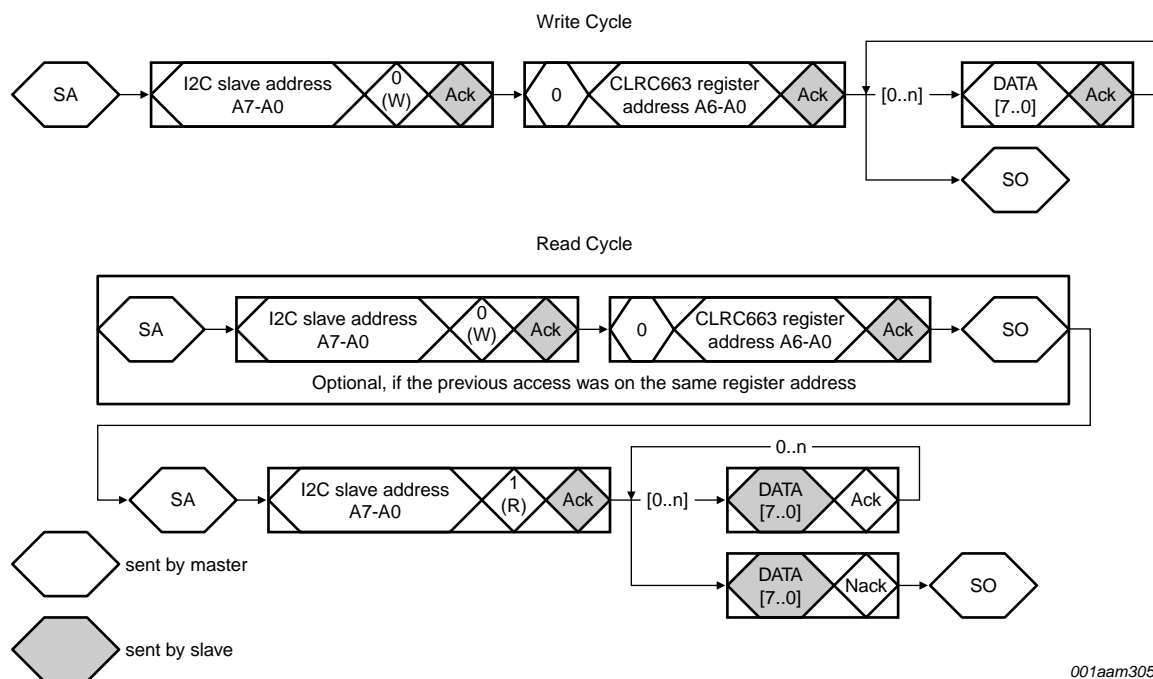 Write Cycle
SA
I2C slave address
A7-A0
0
(W)
Ack
0
CLRC663 register
address A6-A0
Ack
[0..n]
DATA
[7..0]
Ack
SO
Read Cycle
SA
I2C slave address
A7-A0
0
(W)
Ack
0
CLRC663 register
address A6-A0
Ack
SO
Optional, if the previous access was on the same register address
0..n
SA
I2C slave address
A7-A0
1
(R)
Ack
[0..n]
DATA
[7..0]
Ack
sent by master
DATA
[7..0]
Nack
SO
sent by slave
001aam305